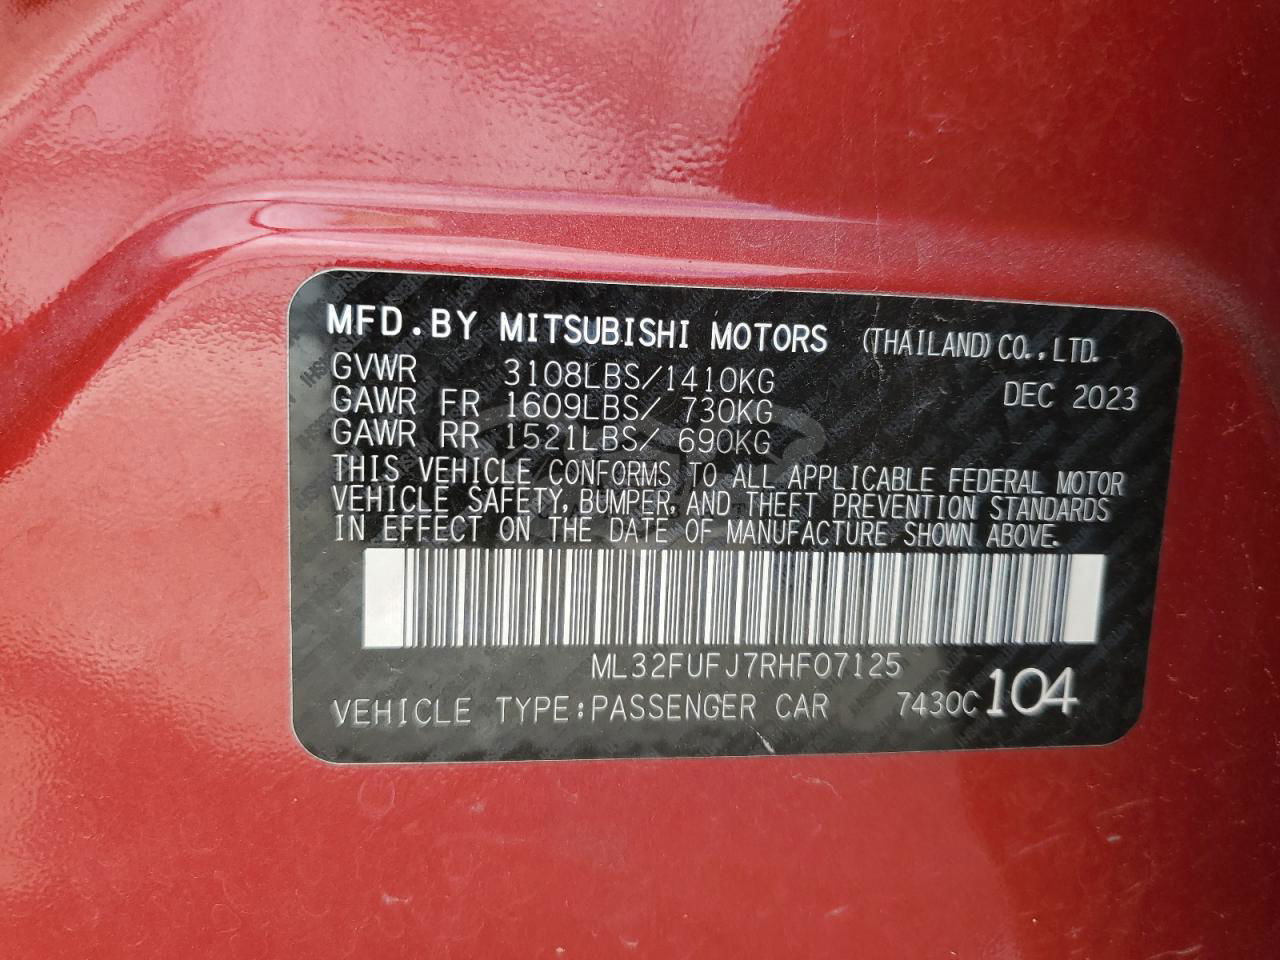 MFD.BY MITSUBISHI MOTORS (THAILAND) CO.,LTD.
GVWR 3108LBS/1410KG DEC 2023
GAWR FR 1609LBS/ 730KG
GAWR RR 1521LBS/ 690KG
THIS VEHICLE CONFORMS TO ALL APPLICABLE FEDERAL MOTOR
VEHICLE SAFETY, BUMPER, AND THEFT PREVENTION STANDARDS
IN EFFECT ON THE DATE OF MANUFACTURE SHOWN ABOVE.
ML32FUFJ7RHF07125
VEHICLE TYPE:PASSENGER CAR 7430C104